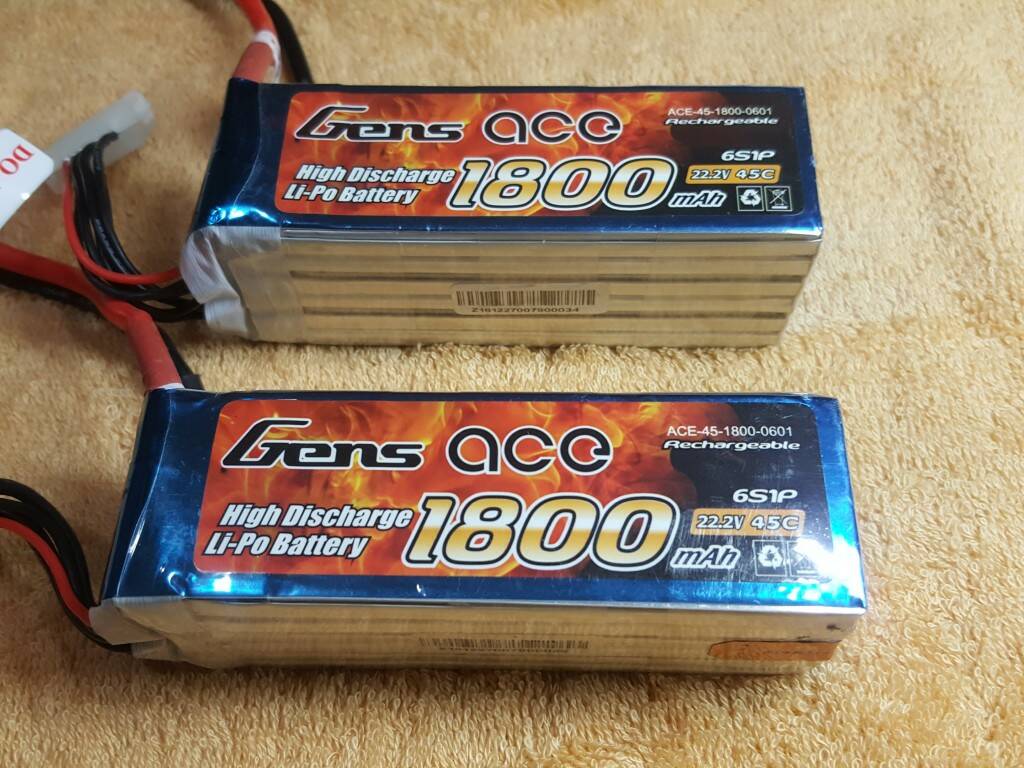 Gens ace
ACE-45-1800-0601
Rechargeable
High Discharge
Li-Po Battery
1800 mAh
6S1P
22.2V 45C
Z161227007900034
DO
Gens ace
ACE-45-1800-0601
Rechargeable
High Discharge
Li-Po Battery
1800 mAh
6S1P
22.2V 45C